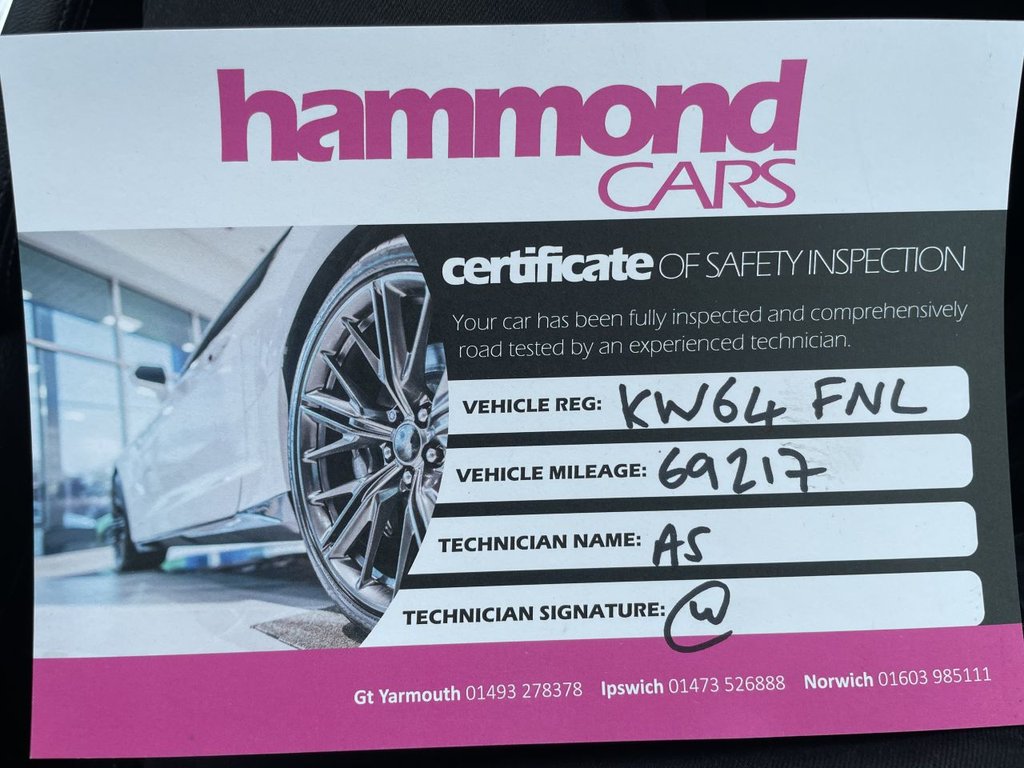 hammond
CARS
certificate OF SAFETY INSPECTION
Your car has been fully inspected and comprehensively
road tested by an experienced technician.
VEHICLE REG: KW64 FNL
VEHICLE MILEAGE: 69217
TECHNICIAN NAME: AS
TECHNICIAN SIGNATURE:
Gt Yarmouth 01493 278378 Ipswich 01473 526888 Norwich 01603 985111